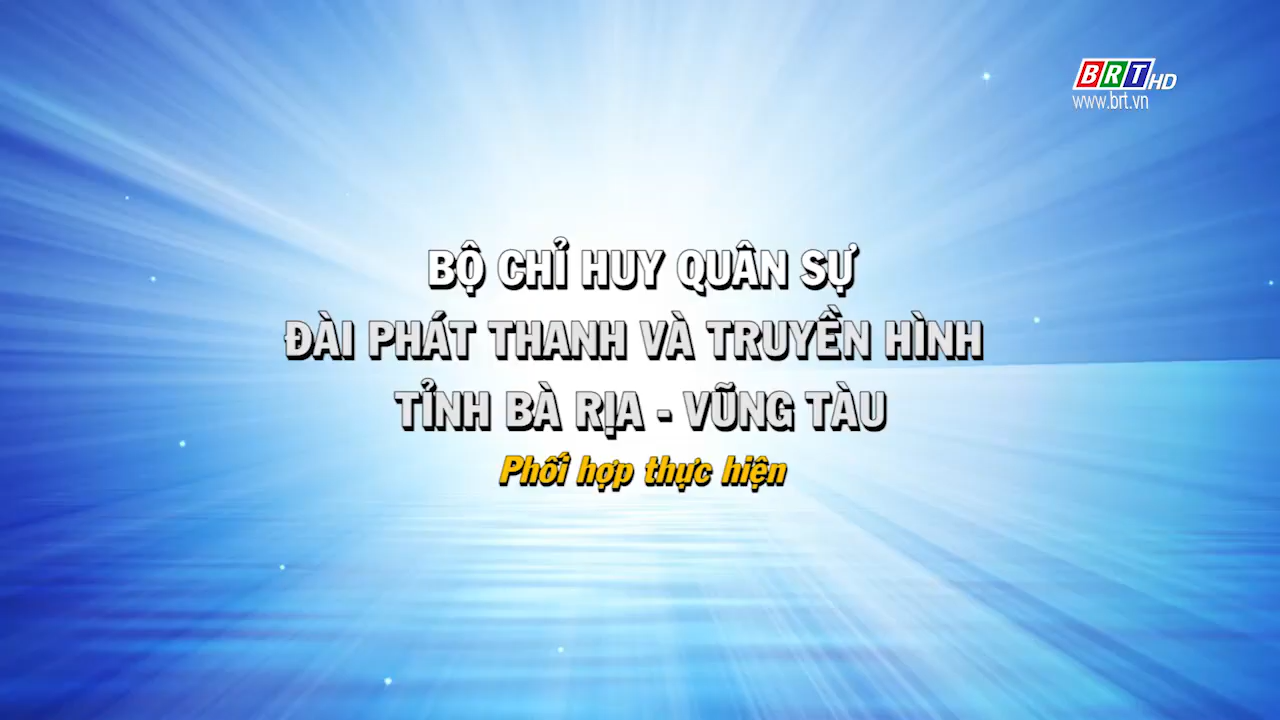 BRT HD
www.brt.vn
BỘ CHỈ HUY QUÂN SỰ
ĐÀI PHÁT THANH VÀ TRUYỀN HÌNH
TỈNH BÀ RỊA - VŨNG TÀU
Phối hợp thực hiện